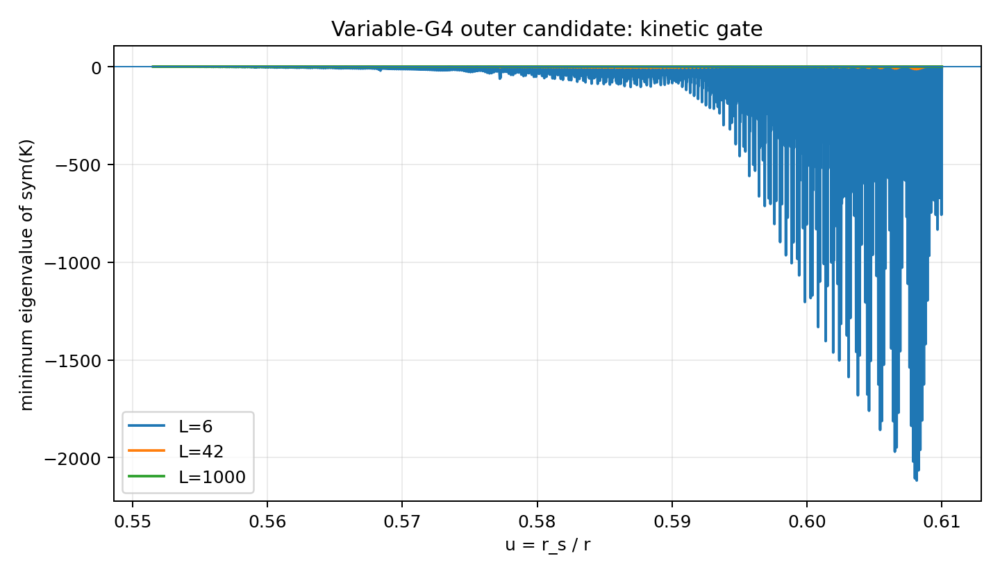 Variable-G4 outer candidate: kinetic gate
minimum eigenvalue of sym(K)
0
−500
−1000
−1500
−2000
L=6
L=42
L=1000
0.55 0.56 0.57 0.58 0.59 0.60 0.61
u = r_s / r